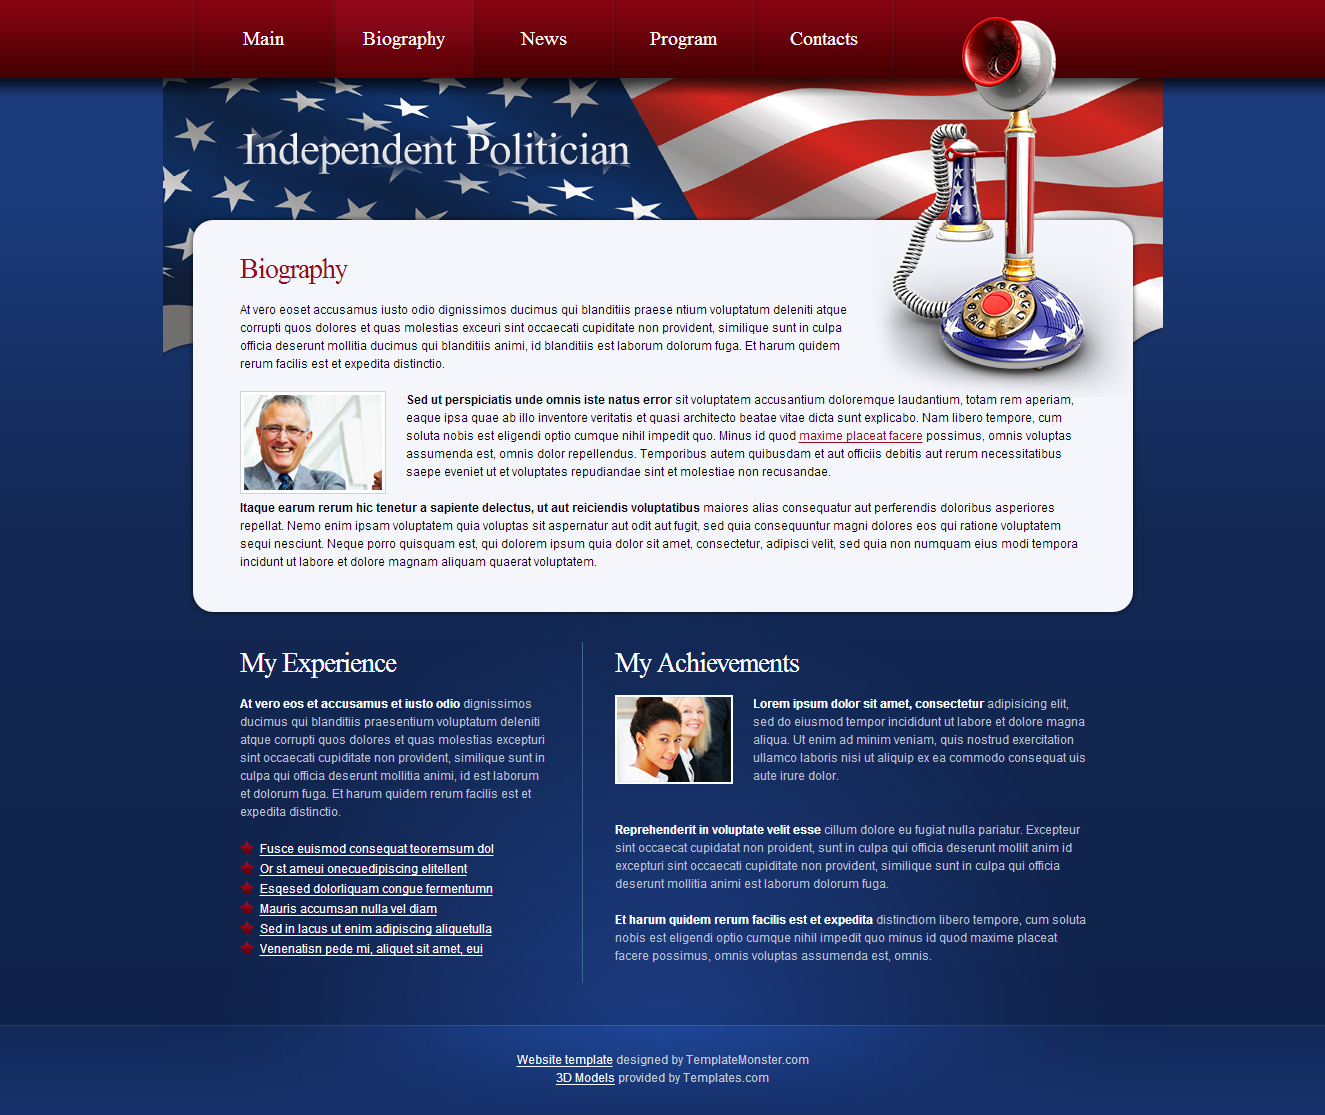 Main
Biography
News
Program
Contacts
Independent Politician
Biography
At vero eoset accusamus iusto odio dignissimos ducimus qui blanditiis praese ntium voluptatum deleniti atque
corrupti quos dolores et quas molestias exceuri sint occaecati cupiditate non provident, similique sunt in culpa
officia deserunt mollitia ducimus qui blanditiis animi, id blanditiis est laborum dolorum fuga. Et harum quidem
rerum facilis est et expedita distinctio.
Sed ut perspiciatis unde omnis iste natus error sit voluptatem accusantium doloremque laudantium, totam rem aperiam,
eaque ipsa quae ab illo inventore veritatis et quasi architecto beatae vitae dicta sunt explicabo. Nam libero tempore, cum
soluta nobis est eligendi optio cumque nihil impedit quo. Minus id quod maxime placeat facere possimus, omnis voluptas
assumenda est, omnis dolor repellendus. Temporibus autem quibusdam et aut officiis debitis aut rerum necessitatibus
saepe eveniet ut et voluptates repudiandae sint et molestiae non recusandae.
Itaque earum rerum hic tenetur a sapiente delectus, ut aut reiciendis voluptatibus maiores alias consequatur aut perferendis doloribus asperiores
repellat. Nemo enim ipsam voluptatem quia voluptas sit aspernatur aut odit aut fugit, sed quia consequuntur magni dolores eos qui ratione voluptatem
sequi nesciunt. Neque porro quisquam est, qui dolorem ipsum quia dolor sit amet, consectetur, adipisci velit, sed quia non numquam eius modi tempora
incidunt ut labore et dolore magnam aliquam quaerat voluptatem.
My Experience
At vero eos et accusamus et iusto odio dignissimos
ducimus qui blanditiis praesentium voluptatum deleniti
atque corrupti quos dolores et quas molestias excepturi
sint occaecati cupiditate non provident, similique sunt in
culpa qui officia deserunt mollitia animi, id est laborum
et dolorum fuga. Et harum quidem rerum facilis est et
expedita distinctio.
Fusce euismod consequat teoremsum dol
Or st ameui onecuedipiscing elitellent
Esqesed dolorliquam congue fermentumn
Mauris accumsan nulla vel diam
Sed in lacus ut enim adipiscing aliquetulla
Venenatisn pede mi, aliquet sit amet, eui
My Achievements
Lorem ipsum dolor sit amet, consectetur adipisicing elit,
sed do eiusmod tempor incididunt ut labore et dolore magna
aliqua. Ut enim ad minim veniam, quis nostrud exercitation
ullamco laboris nisi ut aliquip ex ea commodo consequat uis
aute irure dolor.
Reprehenderit in voluptate velit esse cillum dolore eu fugiat nulla pariatur. Excepteur
sint occaecat cupidatat non proident, sunt in culpa qui officia deserunt mollit anim id
excepturi sint occaecati cupiditate non provident, similique sunt in culpa qui officia
deserunt mollitia animi est laborum dolorum fuga.
Et harum quidem rerum facilis est et expedita distinctiom libero tempore, cum soluta
nobis est eligendi optio cumque nihil impedit quo minus id quod maxime placeat
facere possimus, omnis voluptas assumenda est, omnis.
Website template designed by TemplateMonster.com
3D Models provided by Templates.com